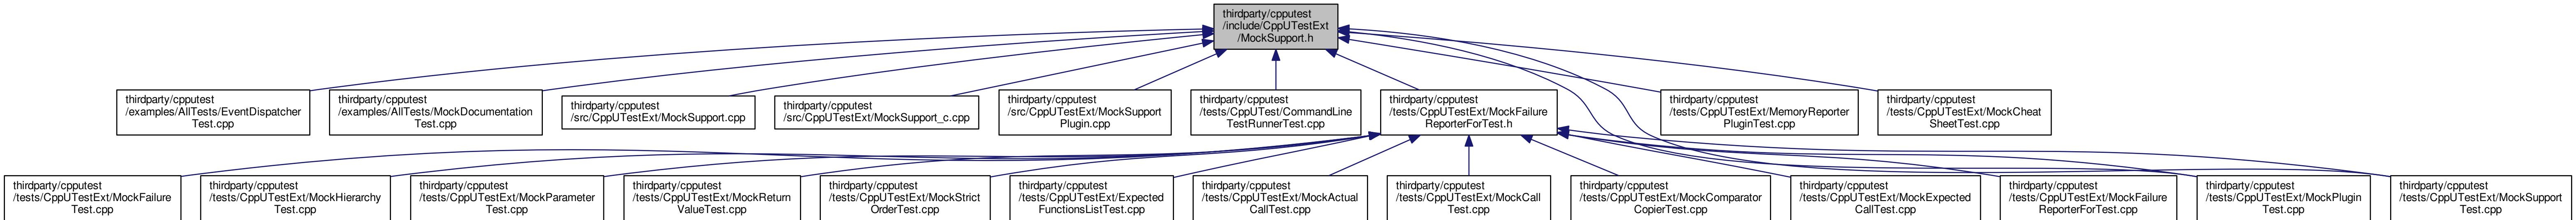 thirdparty/cpputest
/include/CppUTestExt
/MockSupport.h
thirdparty/cpputest
/examples/AllTests/EventDispatcher
Test.cpp
thirdparty/cpputest
/examples/AllTests/MockDocumentation
Test.cpp
thirdparty/cpputest
/src/CppUTestExt/MockSupport.cpp
thirdparty/cpputest
/src/CppUTestExt/MockSupport_c.cpp
thirdparty/cpputest
/src/CppUTestExt/MockSupport
Plugin.cpp
thirdparty/cpputest
/tests/CppUTest/CommandLine
TestRunnerTest.cpp
thirdparty/cpputest
/tests/CppUTestExt/MockFailure
ReporterForTest.h
thirdparty/cpputest
/tests/CppUTestExt/MemoryReporter
PluginTest.cpp
thirdparty/cpputest
/tests/CppUTestExt/MockCheat
SheetTest.cpp
thirdparty/cpputest
/tests/CppUTestExt/MockFailure
Test.cpp
thirdparty/cpputest
/tests/CppUTestExt/MockHierarchy
Test.cpp
thirdparty/cpputest
/tests/CppUTestExt/MockParameter
Test.cpp
thirdparty/cpputest
/tests/CppUTestExt/MockReturn
ValueTest.cpp
thirdparty/cpputest
/tests/CppUTestExt/MockStrict
OrderTest.cpp
thirdparty/cpputest
/tests/CppUTestExt/Expected
FunctionsListTest.cpp
thirdparty/cpputest
/tests/CppUTestExt/MockActual
CallTest.cpp
thirdparty/cpputest
/tests/CppUTestExt/MockCall
Test.cpp
thirdparty/cpputest
/tests/CppUTestExt/MockComparator
CopierTest.cpp
thirdparty/cpputest
/tests/CppUTestExt/MockExpected
CallTest.cpp
thirdparty/cpputest
/tests/CppUTestExt/MockFailure
ReporterForTest.cpp
thirdparty/cpputest
/tests/CppUTestExt/MockPlugin
Test.cpp
thirdparty/cpputest
/tests/CppUTestExt/MockSupport
Test.cpp